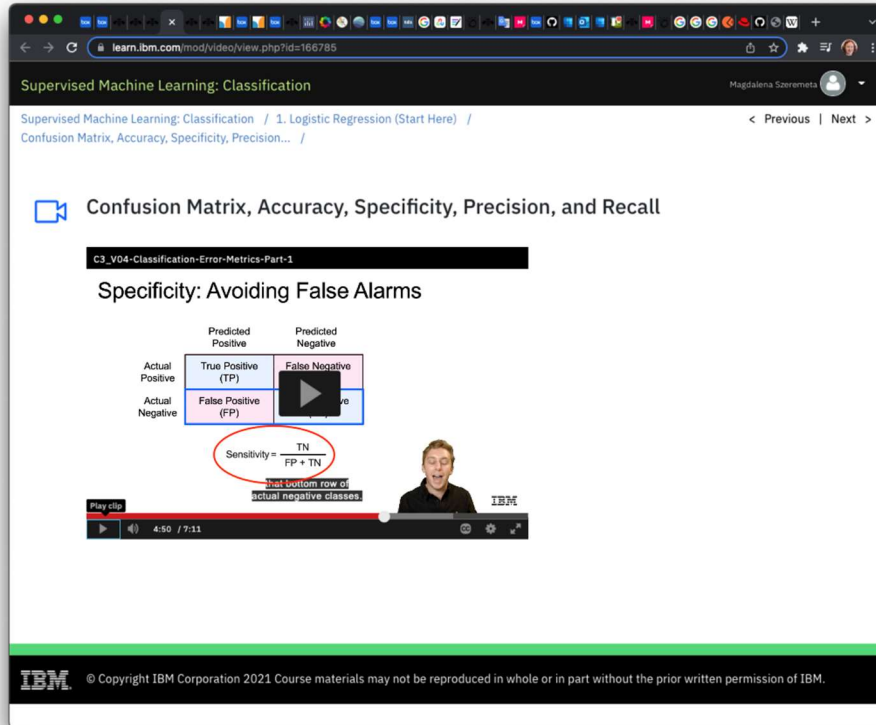 learn.ibm.com/mod/video/view.php?id=166785
Supervised Machine Learning: Classification
Magdalena Szeremeta
Supervised Machine Learning: Classification / 1. Logistic Regression (Start Here) /
< Previous | Next >
Confusion Matrix, Accuracy, Specificity, Precision... /
Confusion Matrix, Accuracy, Specificity, Precision, and Recall
C3_V04-Classification-Error-Metrics-Part-1
Specificity: Avoiding False Alarms
Predicted Positive
Predicted Negative
Actual Positive
True Positive (TP)
False Negative
Actual Negative
False Positive (FP)
Sensitivity = TN
FP + TN
that bottom row of
actual negative classes.
IBM
Play clip
4:50 / 7:11
CC
IBM
© Copyright IBM Corporation 2021 Course materials may not be reproduced in whole or in part without the prior written permission of IBM.